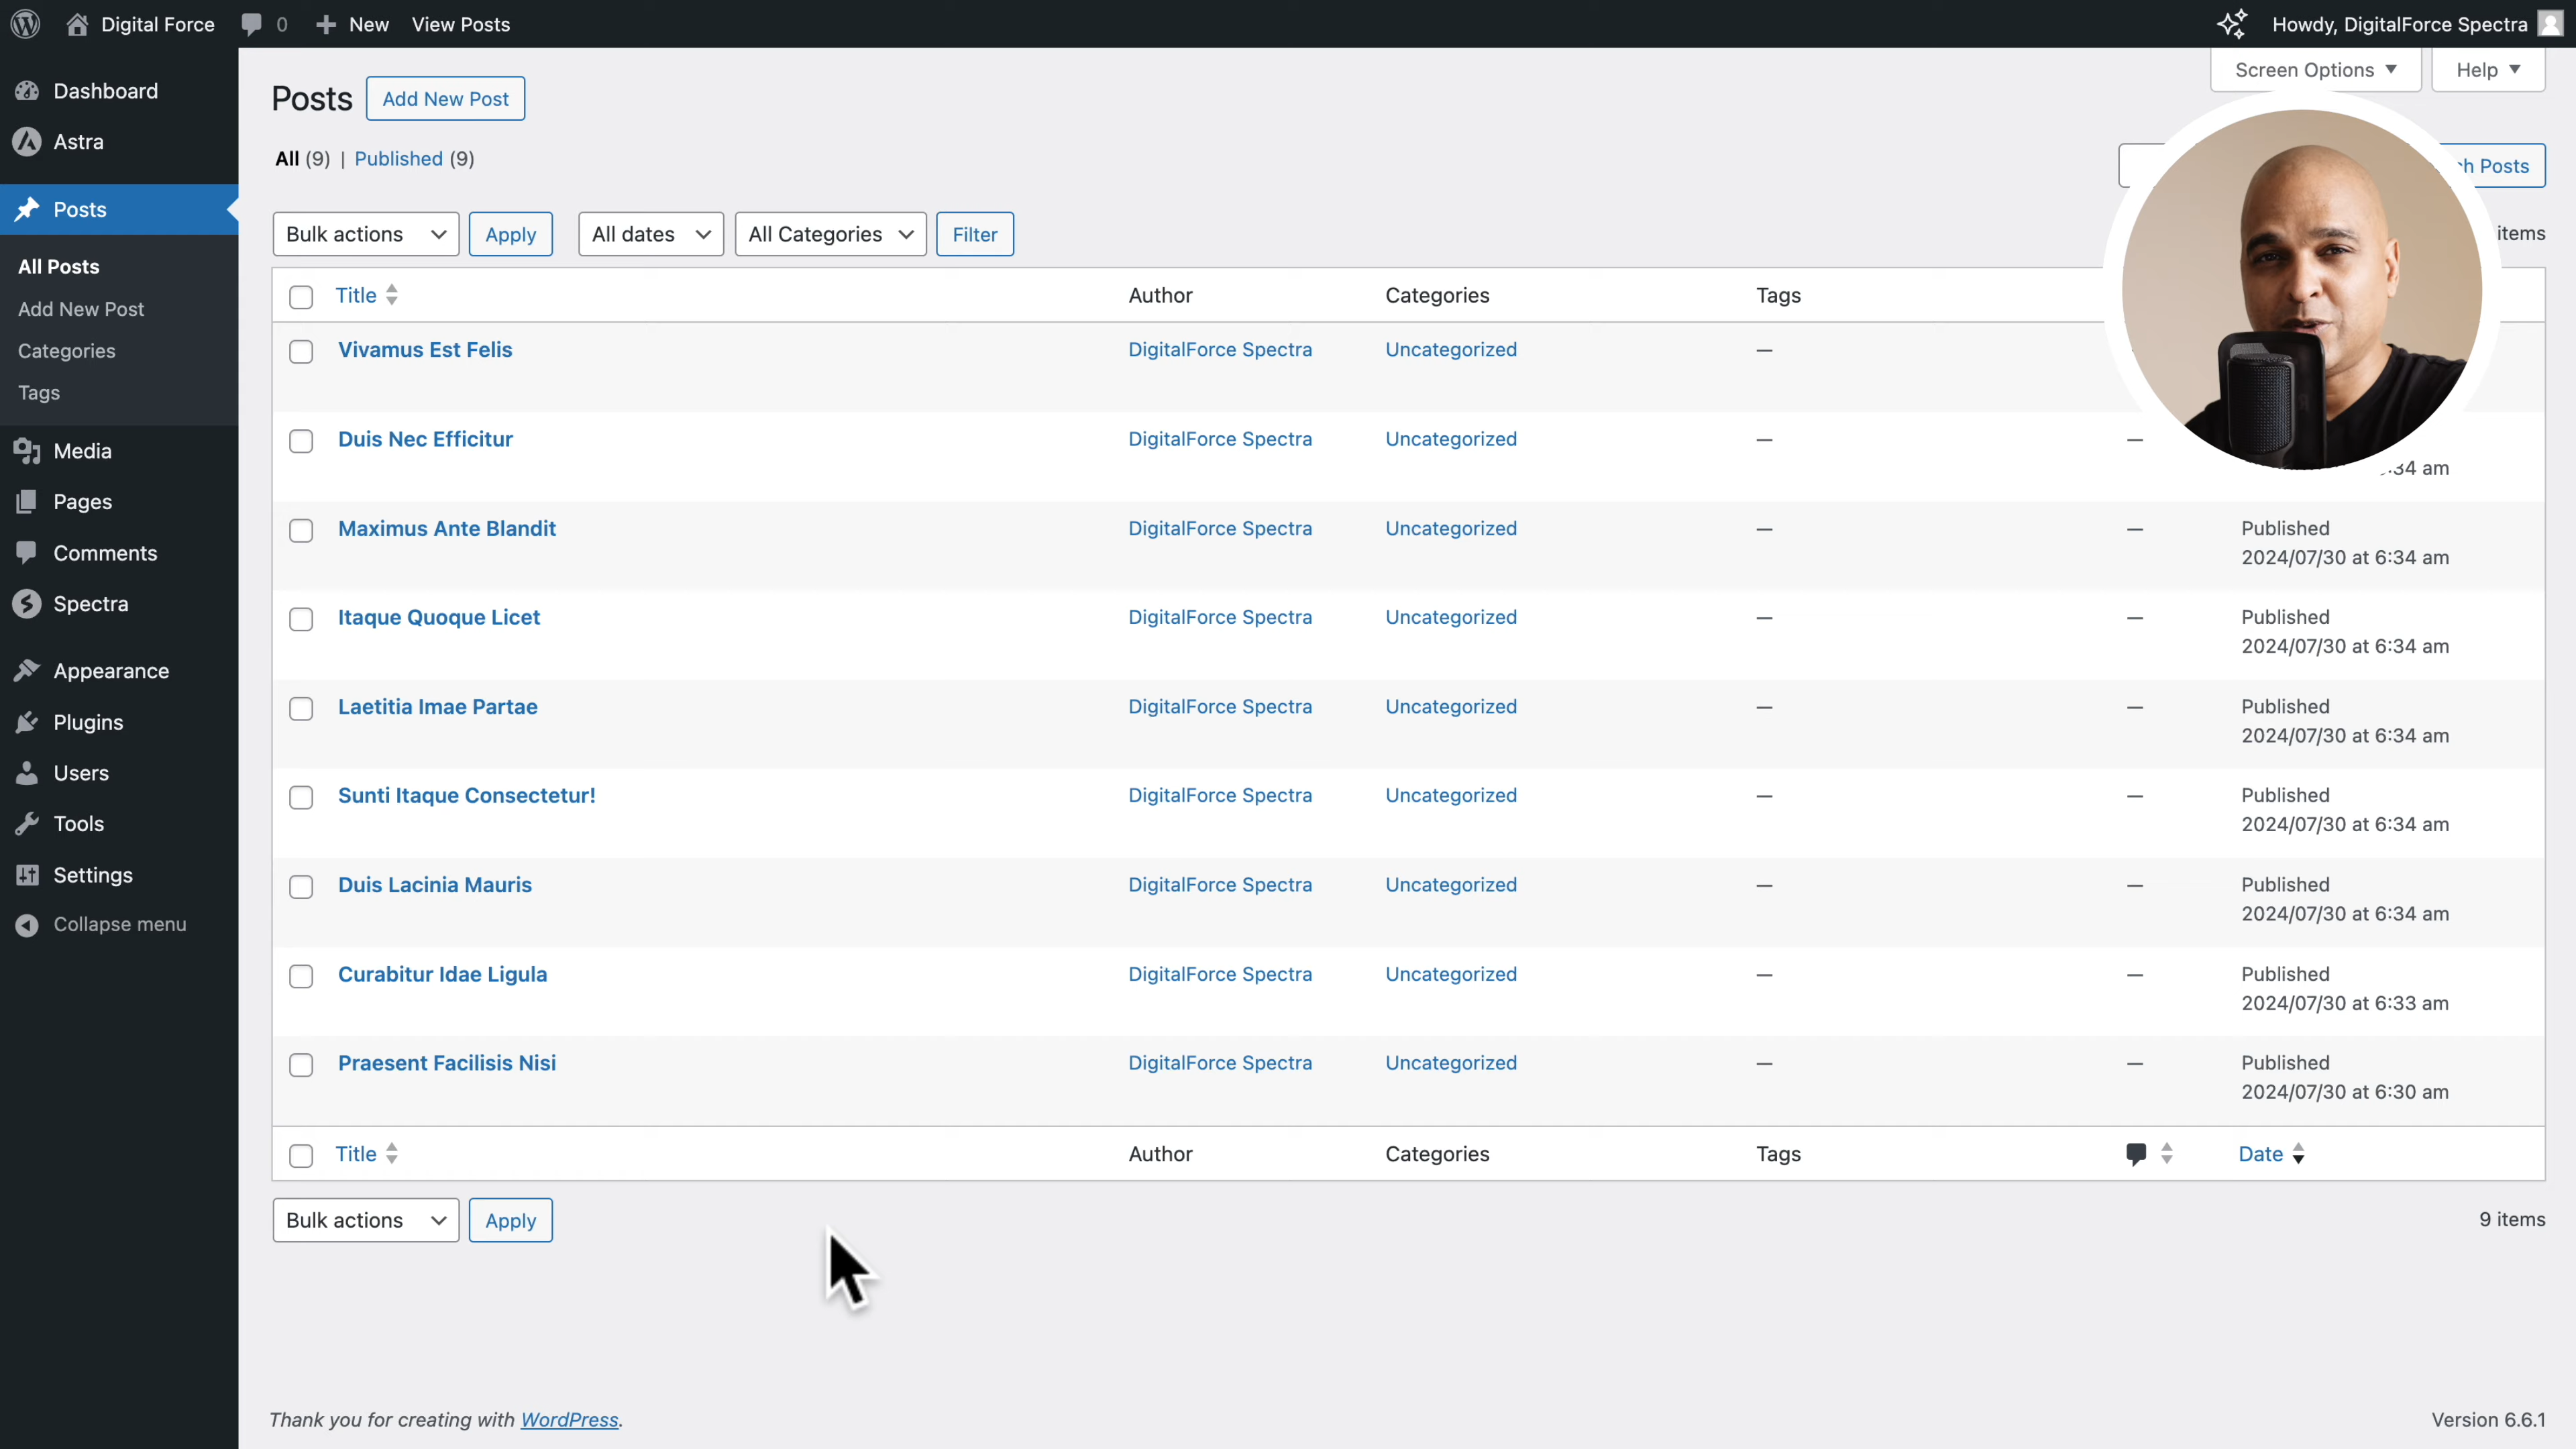 Digital Force 0 New View Posts Howdy, DigitalForce Spectra
Screen Options Help
Dashboard
Astra
Posts
All Posts
Add New Post
Categories
Tags
Media
Pages
Comments
Spectra
Appearance
Plugins
Users
Tools
Settings
Collapse menu
Posts Add New Post
All (9) | Published (9)
Posts
Bulk actions Apply All dates All Categories Filter items
Title Author Categories Tags
Vivamus Est Felis DigitalForce Spectra Uncategorized —
Duis Nec Efficitur DigitalForce Spectra Uncategorized — —
:34 am
Maximus Ante Blandit DigitalForce Spectra Uncategorized — — Published
2024/07/30 at 6:34 am
Itaque Quoque Licet DigitalForce Spectra Uncategorized — — Published
2024/07/30 at 6:34 am
Laetitia Imae Partae DigitalForce Spectra Uncategorized — — Published
2024/07/30 at 6:34 am
Sunti Itaque Consectetur! DigitalForce Spectra Uncategorized — — Published
2024/07/30 at 6:34 am
Duis Lacinia Mauris DigitalForce Spectra Uncategorized — — Published
2024/07/30 at 6:34 am
Curabitur Idae Ligula DigitalForce Spectra Uncategorized — — Published
2024/07/30 at 6:33 am
Praesent Facilisis Nisi DigitalForce Spectra Uncategorized — — Published
2024/07/30 at 6:30 am
Title Author Categories Tags Date
Bulk actions Apply 9 items
Thank you for creating with WordPress. Version 6.6.1